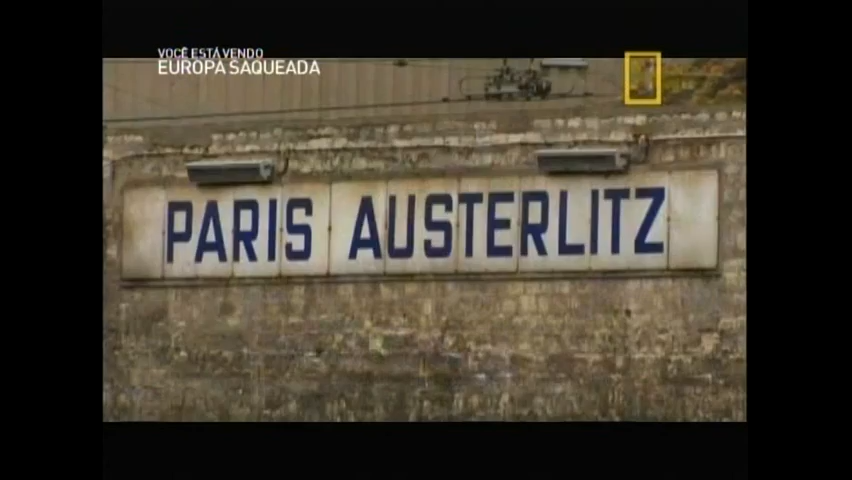 VOCÊ ESTÁ VENDO
EUROPA SAQUEADA
PARIS AUSTERLITZ